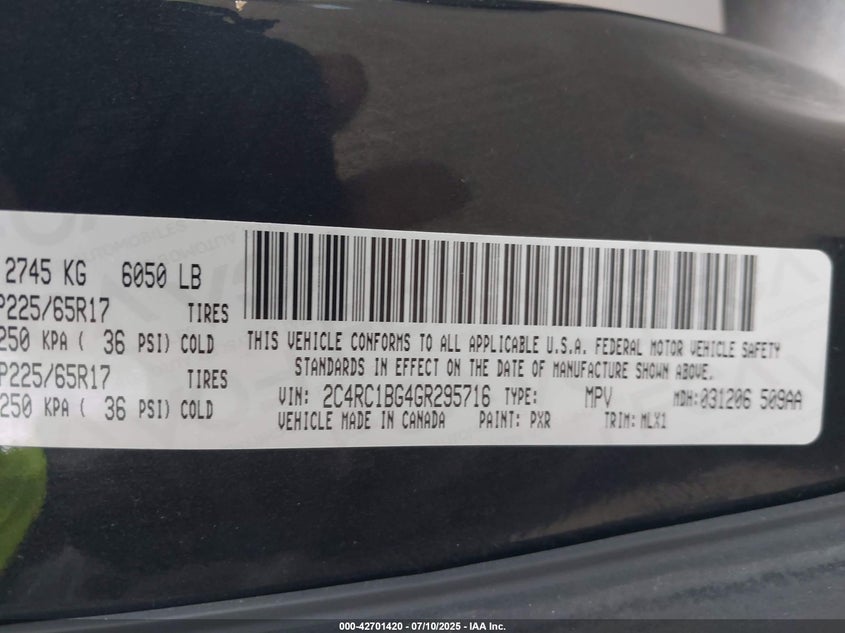 2745 KG 6050 LB
P225/65R17 TIRES
250 KPA ( 36 PSI) COLD
P225/65R17 TIRES
250 KPA ( 36 PSI) COLD
THIS VEHICLE CONFORMS TO ALL APPLICABLE U.S.A. FEDERAL MOTOR VEHICLE SAFETY
STANDARDS IN EFFECT ON THE DATE OF MANUFACTURE SHOWN ABOVE.
VIN: 2C4RC1BG4GR295716 TYPE: MPV MDH: 031206 509AA
VEHICLE MADE IN CANADA PAINT: PXR TRIM: MLX1
000-42701420 - 07/10/2025 - IAA Inc.